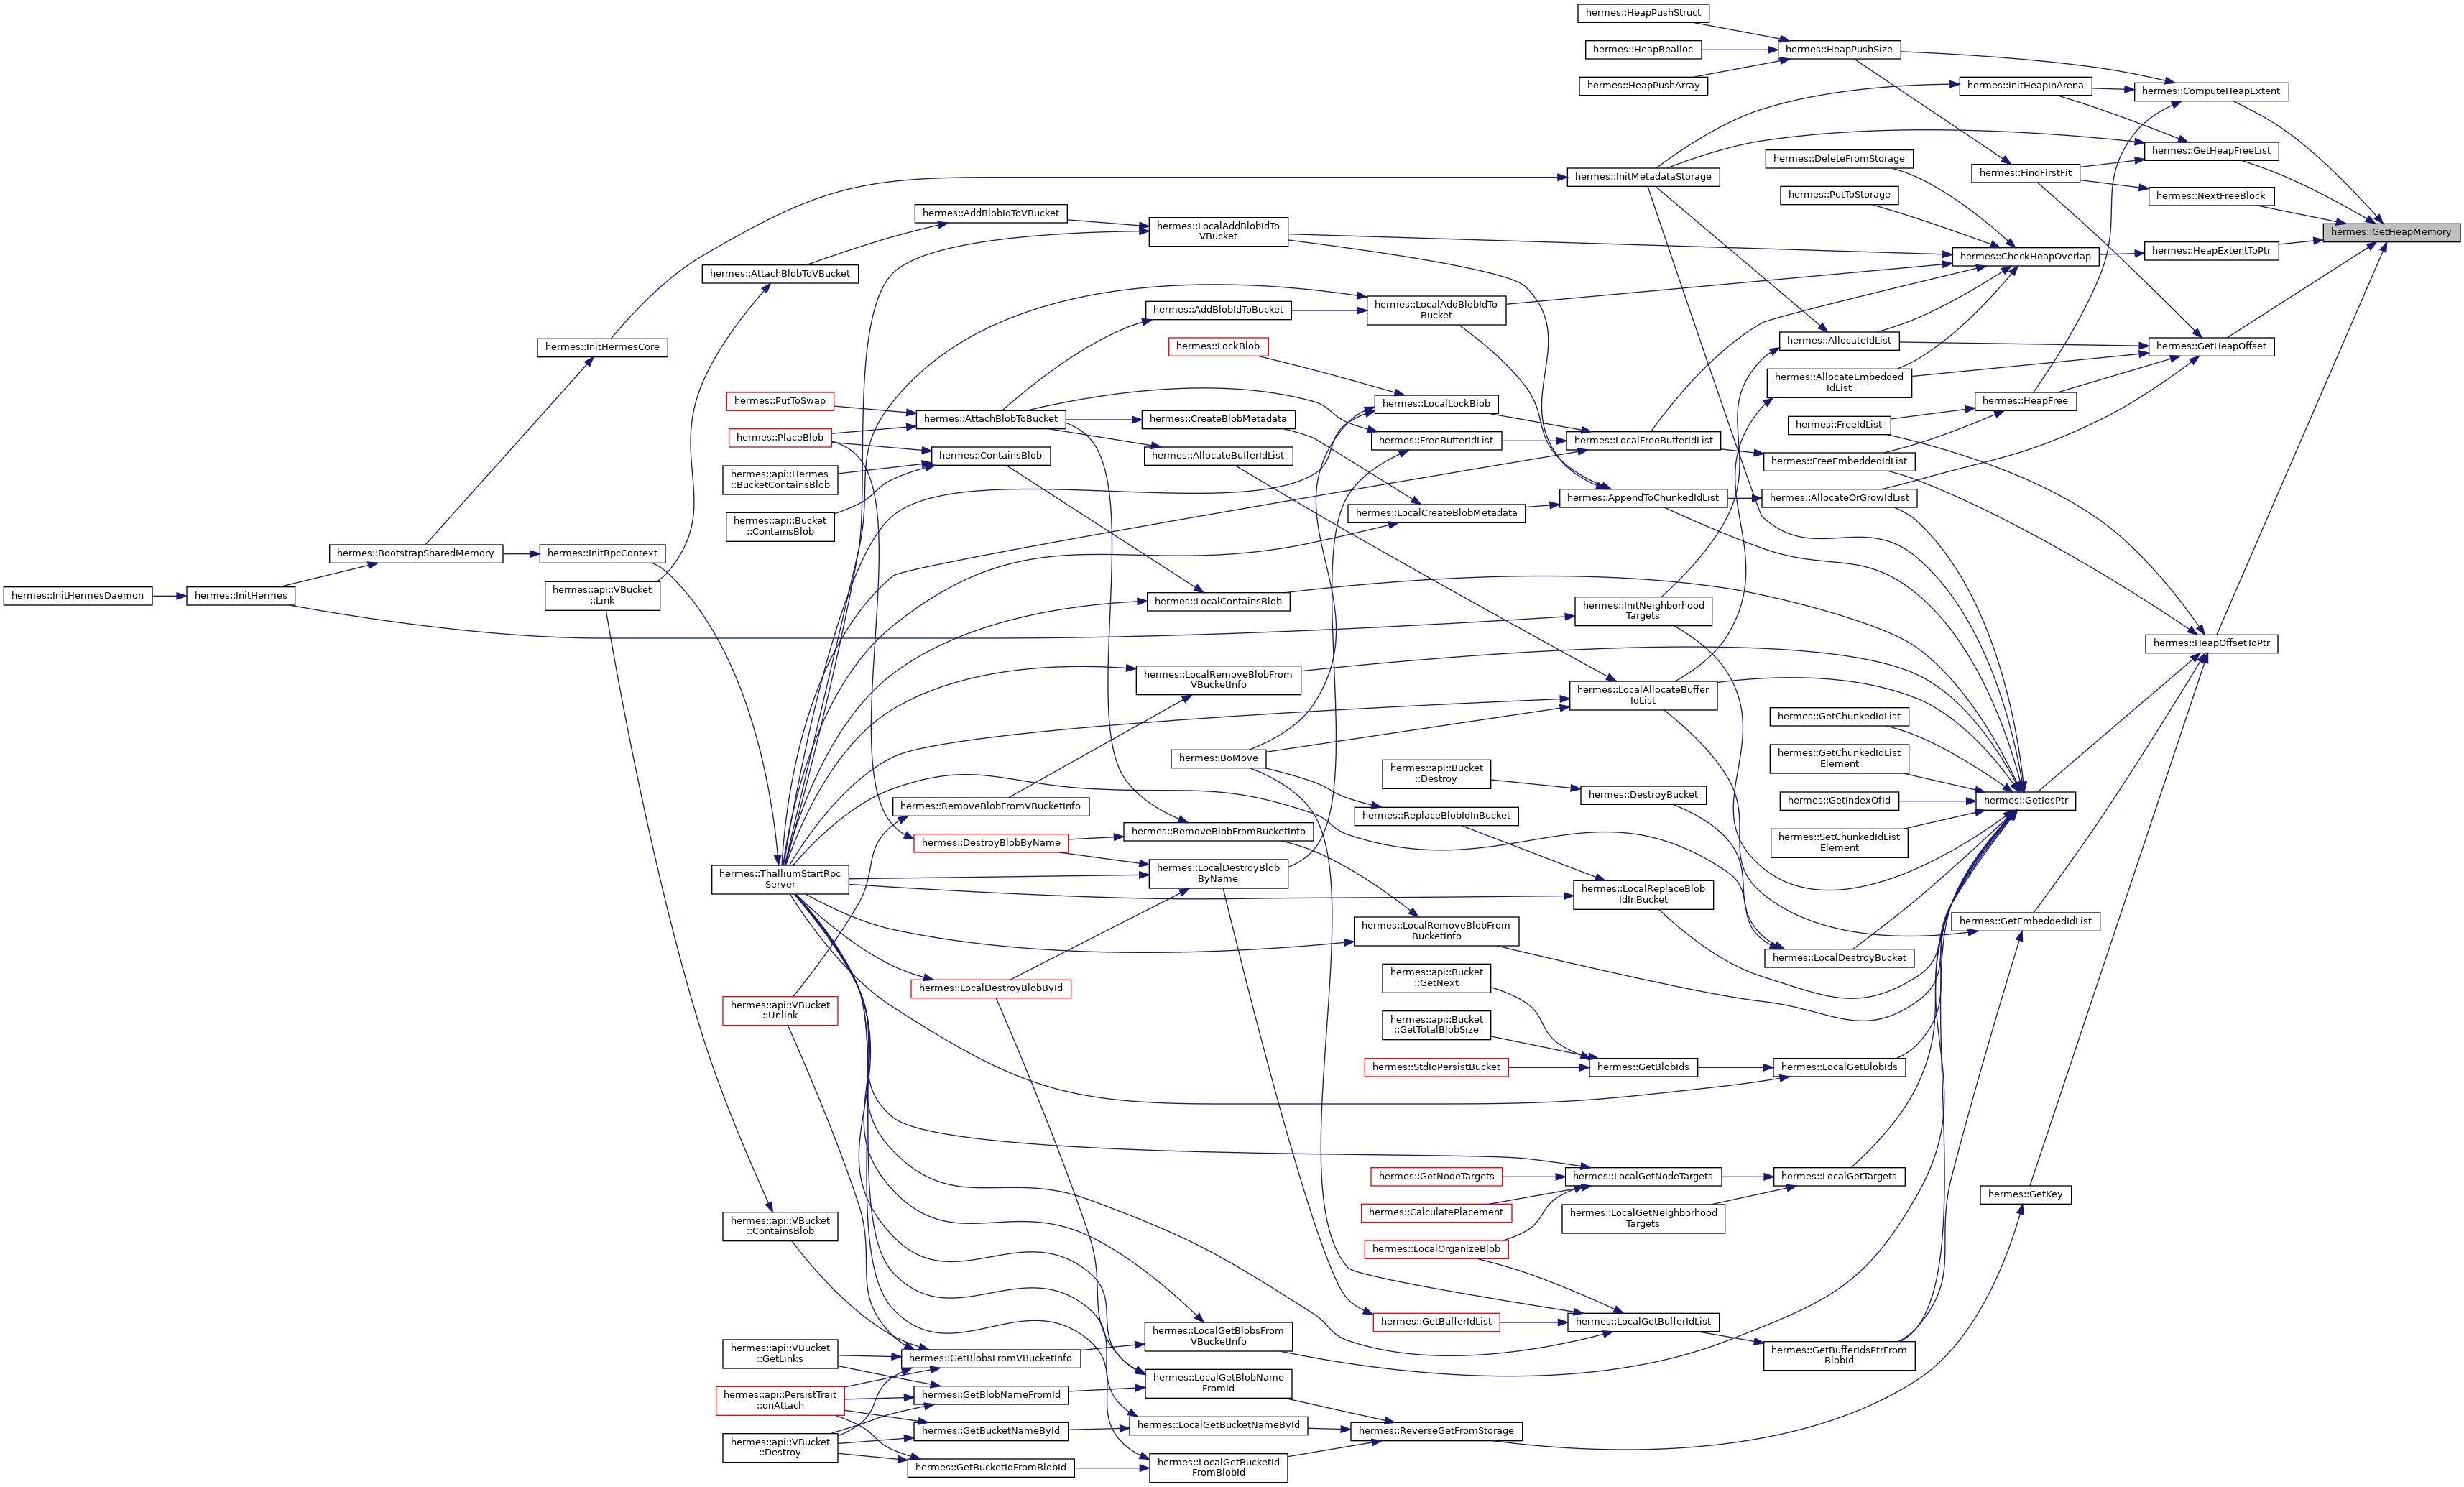 hermes::HeapPushStruct
hermes::HeapPushSize
hermes::HeapRealloc
hermes::HeapPushArray
hermes::InitHeapInArena
hermes::ComputeHeapExtent
hermes::GetHeapFreeList
hermes::DeleteFromStorage
hermes::FindFirstFit
hermes::InitMetadataStorage
hermes::PutToStorage
hermes::NextFreeBlock
hermes::AddBlobIdToVBucket
hermes::LocalAddBlobIdTo
VBucket
hermes::GetHeapMemory
hermes::HeapExtentToPtr
hermes::CheckHeapOverlap
hermes::AttachBlobToVBucket
hermes::AddBlobIdToBucket
hermes::LocalAddBlobIdTo
Bucket
hermes::AllocateIdList
hermes::GetHeapOffset
hermes::InitHermesCore
hermes::LockBlob
hermes::AllocateEmbedded
IdList
hermes::PutToSwap
hermes::LocalLockBlob
hermes::HeapFree
hermes::AttachBlobToBucket
hermes::CreateBlobMetadata
hermes::FreeIdList
hermes::PlaceBlob
hermes::FreeBufferIdList
hermes::LocalFreeBufferIdList
hermes::ContainsBlob
hermes::AllocateBufferIdList
hermes::FreeEmbeddedIdList
hermes::api::Hermes
::BucketContainsBlob
hermes::AppendToChunkedIdList
hermes::AllocateOrGrowIdList
hermes::LocalCreateBlobMetadata
hermes::api::Bucket
::ContainsBlob
hermes::BootstrapSharedMemory
hermes::InitRpcContext
hermes::InitHermesDaemon
hermes::InitHermes
hermes::api::VBucket
::Link
hermes::LocalContainsBlob
hermes::InitNeighborhood
Targets
hermes::HeapOffsetToPtr
hermes::LocalRemoveBlobFrom
VBucketInfo
hermes::LocalAllocateBuffer
IdList
hermes::GetChunkedIdList
hermes::BoMove
hermes::GetChunkedIdList
Element
hermes::api::Bucket
::Destroy
hermes::DestroyBucket
hermes::GetIndexOfId
hermes::GetIdsPtr
hermes::RemoveBlobFromVBucketInfo
hermes::ReplaceBlobIdInBucket
hermes::RemoveBlobFromBucketInfo
hermes::DestroyBlobByName
hermes::SetChunkedIdList
Element
hermes::ThalliumStartRpc
Server
hermes::LocalDestroyBlob
ByName
hermes::LocalReplaceBlob
IdInBucket
hermes::LocalRemoveBlobFrom
BucketInfo
hermes::GetEmbeddedIdList
hermes::LocalDestroyBucket
hermes::api::Bucket
::GetNext
hermes::LocalDestroyBlobById
hermes::api::VBucket
::Unlink
hermes::api::Bucket
::GetTotalBlobSize
hermes::StdIoPersistBucket
hermes::GetBlobIds
hermes::LocalGetBlobIds
hermes::GetNodeTargets
hermes::LocalGetNodeTargets
hermes::LocalGetTargets
hermes::GetKey
hermes::CalculatePlacement
hermes::LocalGetNeighborhood
Targets
hermes::api::VBucket
::ContainsBlob
hermes::LocalOrganizeBlob
hermes::GetBufferIdList
hermes::LocalGetBufferIdList
hermes::LocalGetBlobsFrom
VBucketInfo
hermes::GetBufferIdsPtrFrom
BlobId
hermes::api::VBucket
::GetLinks
hermes::GetBlobsFromVBucketInfo
hermes::LocalGetBlobName
FromId
hermes::api::PersistTrait
::onAttach
hermes::GetBlobNameFromId
hermes::GetBucketNameById
hermes::LocalGetBucketNameById
hermes::ReverseGetFromStorage
hermes::api::VBucket
::Destroy
hermes::GetBucketIdFromBlobId
hermes::LocalGetBucketId
FromBlobId